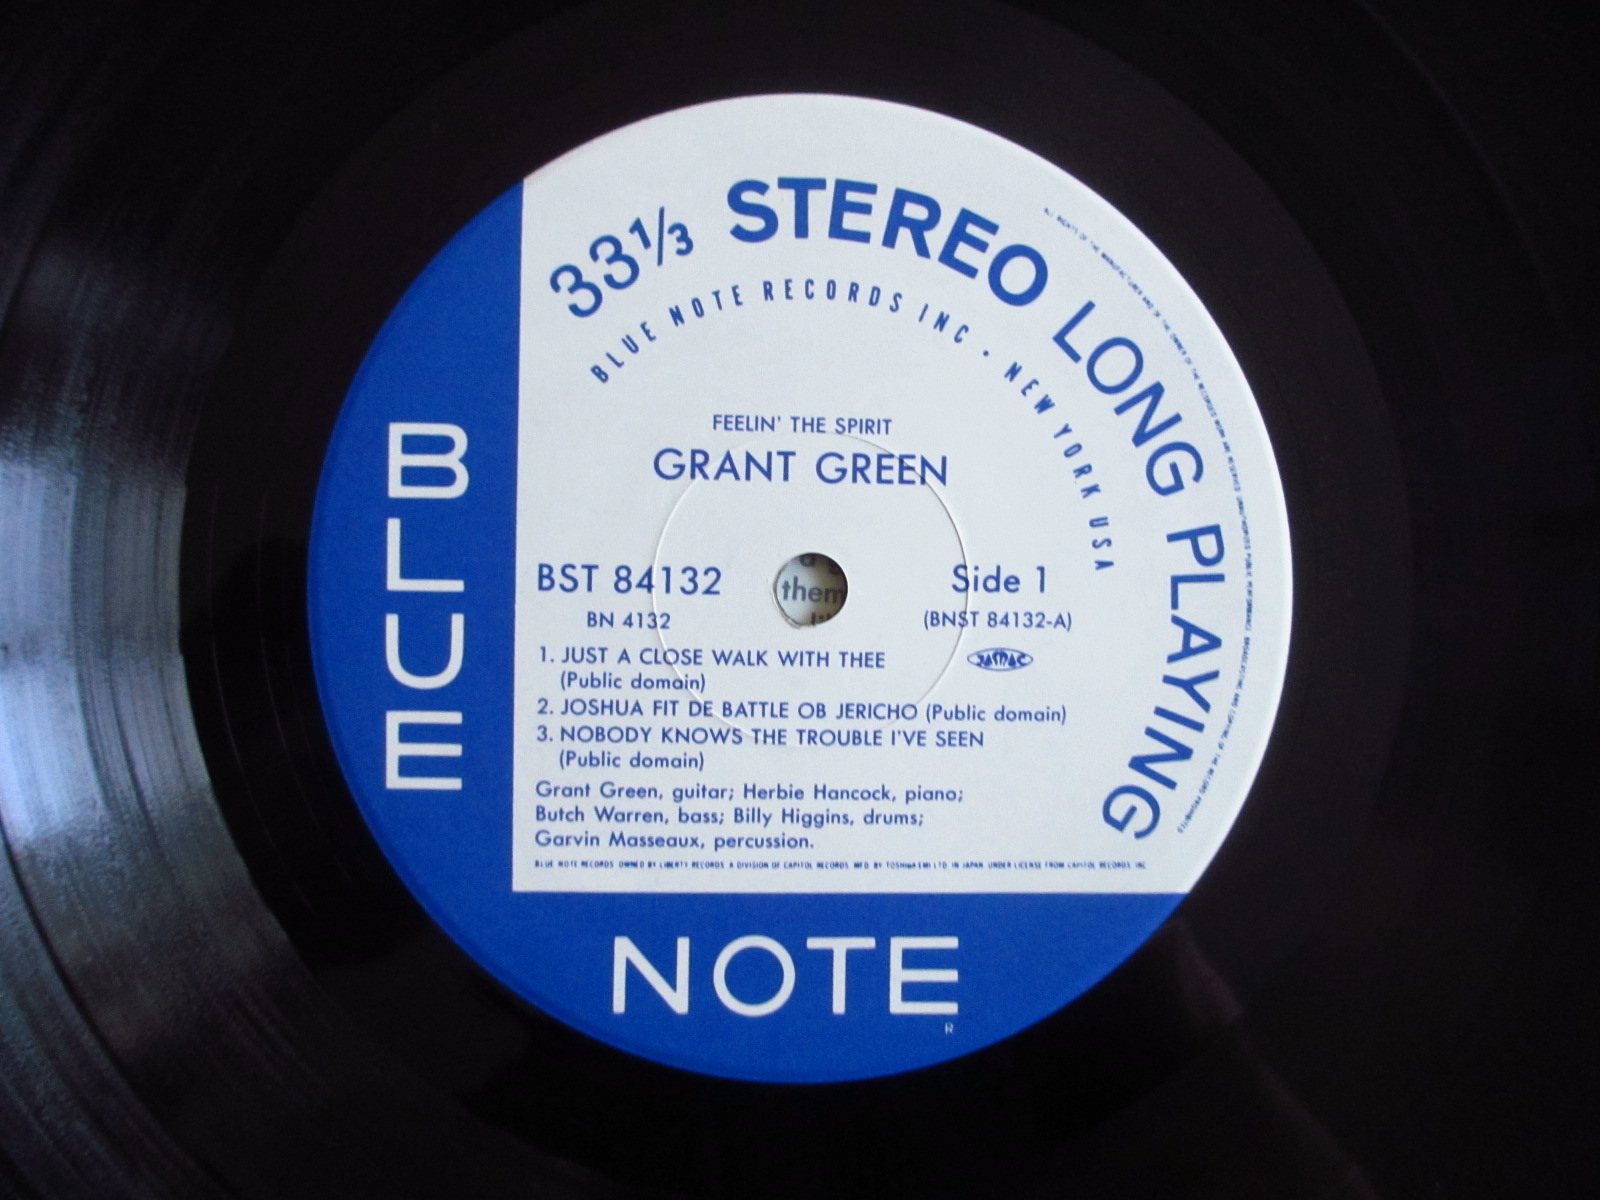 33⅓ STEREO LONG PLAYING
BLUE NOTE RECORDS INC · NEW YORK USA
FEELIN' THE SPIRIT
GRANT GREEN
BST 84132
BN 4132
them
Side 1
(BNST 84132-A)
JASRAC
1. JUST A CLOSE WALK WITH THEE
(Public domain)
2. JOSHUA FIT DE BATTLE OB JERICHO (Public domain)
3. NOBODY KNOWS THE TROUBLE I'VE SEEN
(Public domain)
Grant Green, guitar; Herbie Hancock, piano;
Butch Warren, bass; Billy Higgins, drums;
Garvin Masseaux, percussion.
BLUE NOTE RECORDS OWNED BY LIBERTY RECORDS A DIVISION OF CAPITOL RECORDS MFD BY TOSHIBA EMI LTD IN JAPAN UNDER LICENSE FROM CAPITOL RECORDS INC
BLUE
NOTE
R